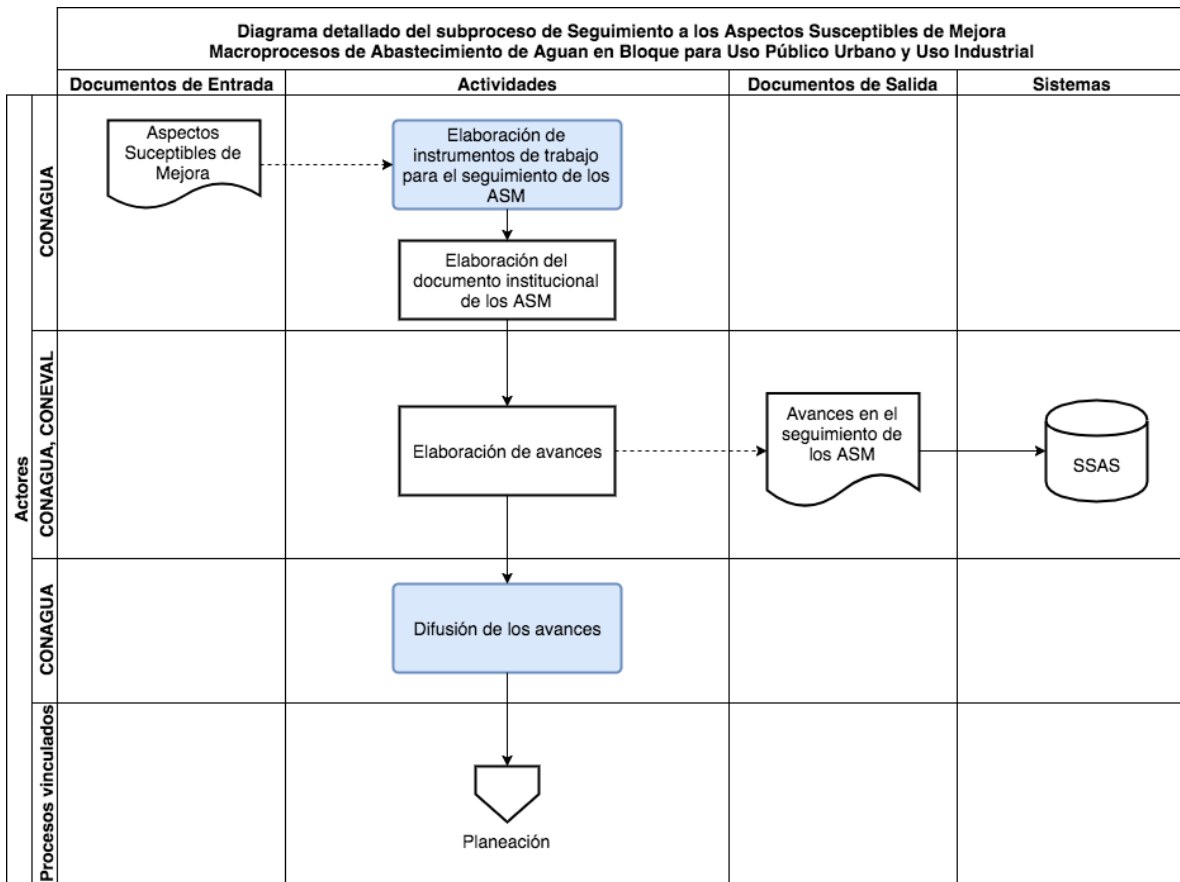 Diagrama detallado del subproceso de Seguimiento a los Aspectos Susceptibles de Mejora
Macroprocesos de Abastecimiento de Aguan en Bloque para Uso Público Urbano y Uso Industrial
Documentos de Entrada
Actividades
Documentos de Salida
Sistemas
Actores
CONAGUA
Aspectos
Suceptibles de
Mejora
Elaboración de
instrumentos de trabajo
para el seguimiento de los
ASM
Elaboración del
documento institucional
de los ASM
CONAGUA, CONEVAL
Elaboración de avances
Avances en el
seguimiento de
los ASM
SSAS
CONAGUA
Difusión de los avances
Procesos vinculados
Planeación